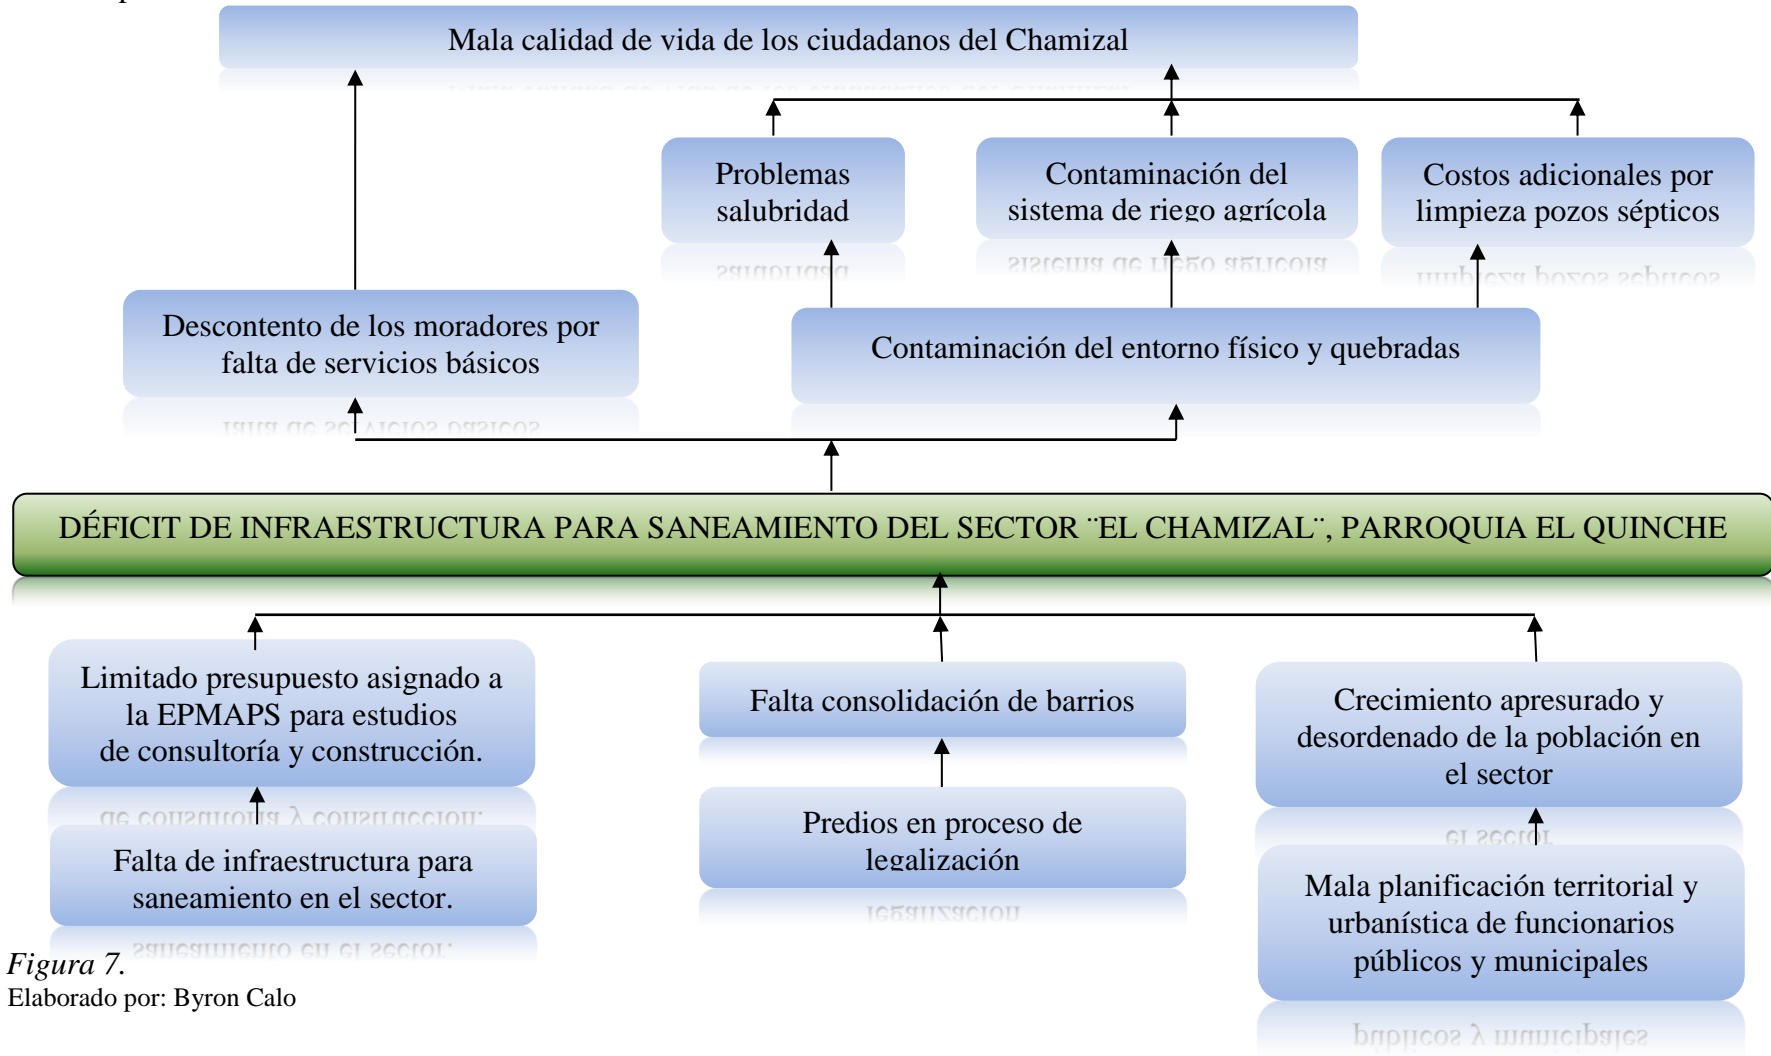 Mala calidad de vida de los ciudadanos del Chamizal
Problemas
salubridad
Contaminación del
sistema de riego agrícola
Costos adicionales por
limpieza pozos sépticos
Descontento de los moradores por
falta de servicios básicos
Contaminación del entorno físico y quebradas
DÉFICIT DE INFRAESTRUCTURA PARA SANEAMIENTO DEL SECTOR ¨EL CHAMIZAL¨, PARROQUIA EL QUINCHE
Limitado presupuesto asignado a
la EPMAPS para estudios
de consultoría y construcción.
Falta consolidación de barrios
Crecimiento apresurado y
desordenado de la población en
el sector
Falta de infraestructura para
saneamiento en el sector.
Predios en proceso de
legalización
Mala planificación territorial y
urbanística de funcionarios
públicos y municipales
Figura 7.
Elaborado por: Byron Calo